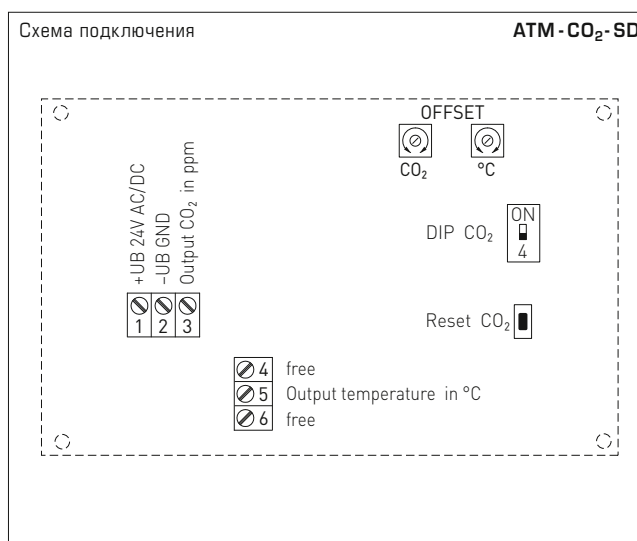 Схема подключения
ATM-CO₂-SD
OFFSET
CO₂
°C
+UB 24V AC/DC
-UB GND
Output CO₂ in ppm
1
2
3
DIP CO₂
ON
4
Reset CO₂
4 free
5 Output temperature in °C
6 free